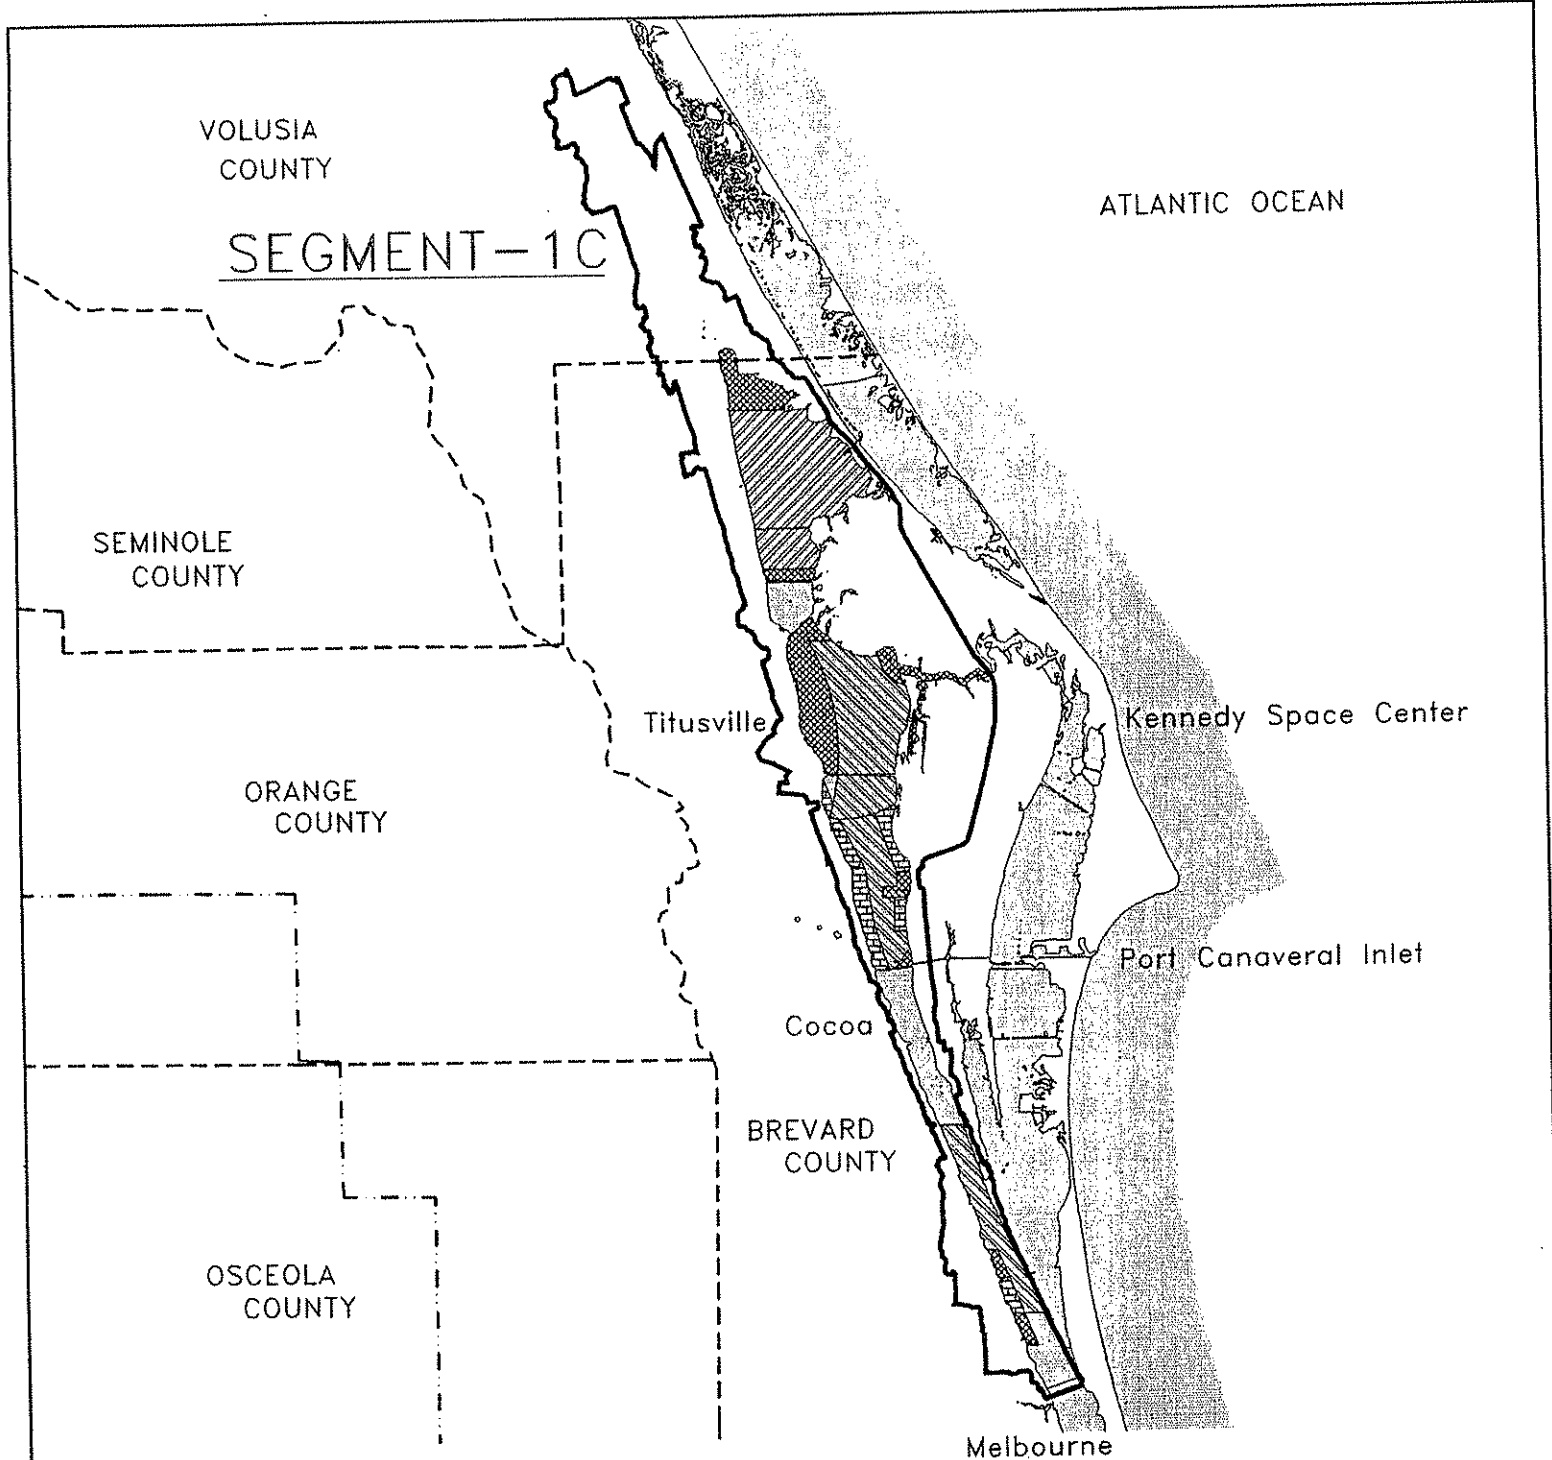 VOLUSIA
COUNTY
ATLANTIC OCEAN
SEGMENT-1C
SEMINOLE
COUNTY
Titusville
Kennedy Space Center
ORANGE
COUNTY
Port Canaveral Inlet
Cocoa
BREVARD
COUNTY
OSCEOLA
COUNTY
Melbourne